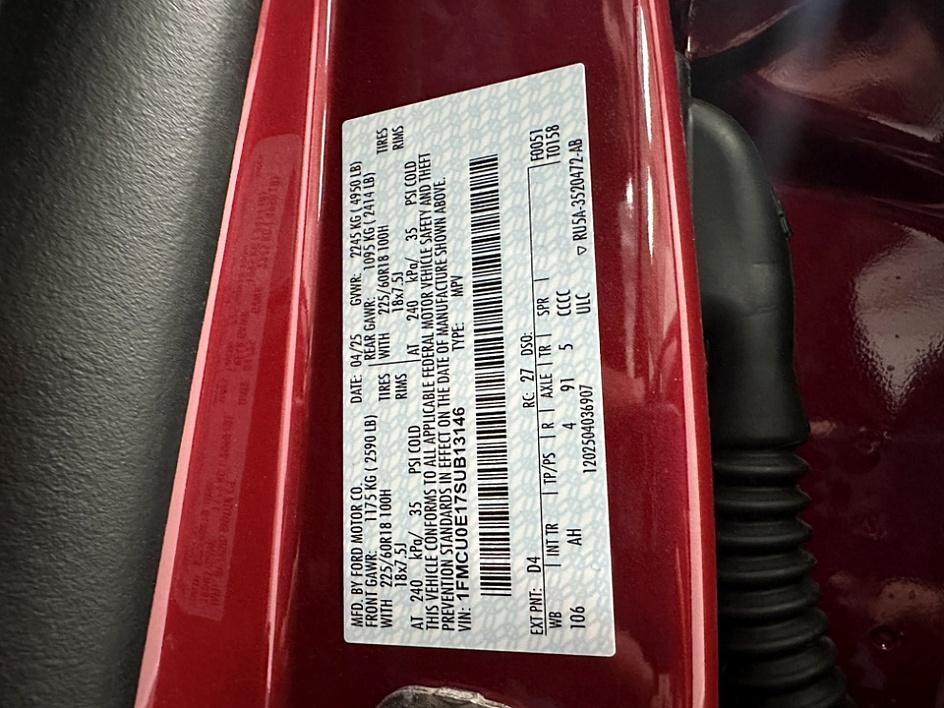 MFD. BY FORD MOTOR CO. DATE: 04/25 GVWR: 2245 KG ( 4950 LB)
FRONT GAWR: 1175 KG ( 2590 LB) REAR GAWR: 1095 KG ( 2414 LB)
WITH 225/60R18 100H TIRES WITH 225/60R18 100H TIRES
18x7.5J RIMS 18x7.5J RIMS
AT 240 kPa/ 35 PSI COLD AT 240 kPa/ 35 PSI COLD
THIS VEHICLE CONFORMS TO ALL APPLICABLE FEDERAL MOTOR VEHICLE SAFETY AND THEFT
PREVENTION STANDARDS IN EFFECT ON THE DATE OF MANUFACTURE SHOWN ABOVE.
VIN: 1FMCU0E17SUB13146 TYPE: MPV
EXT PNT: D4 RC: 27 DSO: F0051
WB INT TR TP/PS R AXLE TR SPR T0158
106 AH 4 91 5 CCCC
1202504036907 ULC ▽ RU5A-3520472-AB